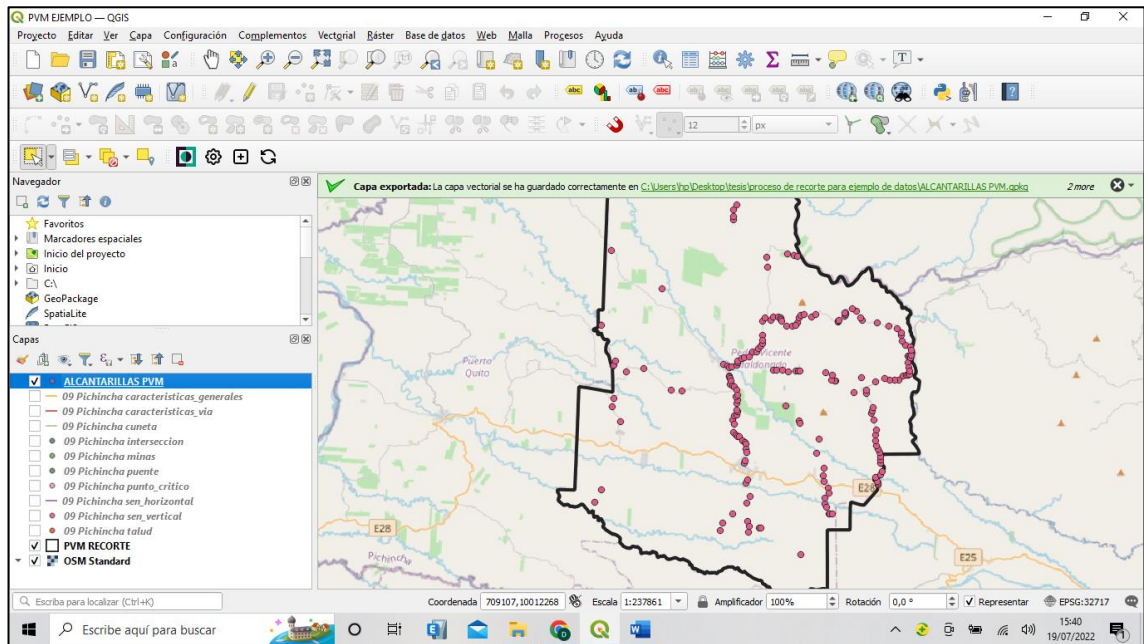 PVM EJEMPLO — QGIS
Proyecto Editar Ver Capa Configuración Complementos Vectorial Ráster Base de datos Web Malla Procesos Ayuda
12 px
Navegador
Favoritos
Marcadores espaciales
Inicio del proyecto
Inicio
C:\
GeoPackage
SpatiaLite
Capas
ALCANTARILLAS PVM
09 Pichincha caracteristicas_generales
09 Pichincha caracteristicas_via
09 Pichincha cuneta
09 Pichincha interseccion
09 Pichincha minas
09 Pichincha puente
09 Pichincha punto_critico
09 Pichincha sen_horizontal
09 Pichincha sen_vertical
09 Pichincha talud
PVM RECORTE
OSM Standard
Capa exportada: La capa vectorial se ha guardado correctamente en C:\Users\hp\Desktop\tesis\proceso de recorte para ejemplo de datos\ALCANTARILLAS PVM.gpkg 2 more
Puerto
Quito
Pedro Vicente
Maldonado
E28
E28
E25
Pichincha
Escriba para localizar (Ctrl+K)
Coordenada 709107,10012268 Escala 1:237861 Amplificador 100% Rotación 0,0 ° Representar EPSG:32717
Escribe aquí para buscar
15:40
19/07/2022